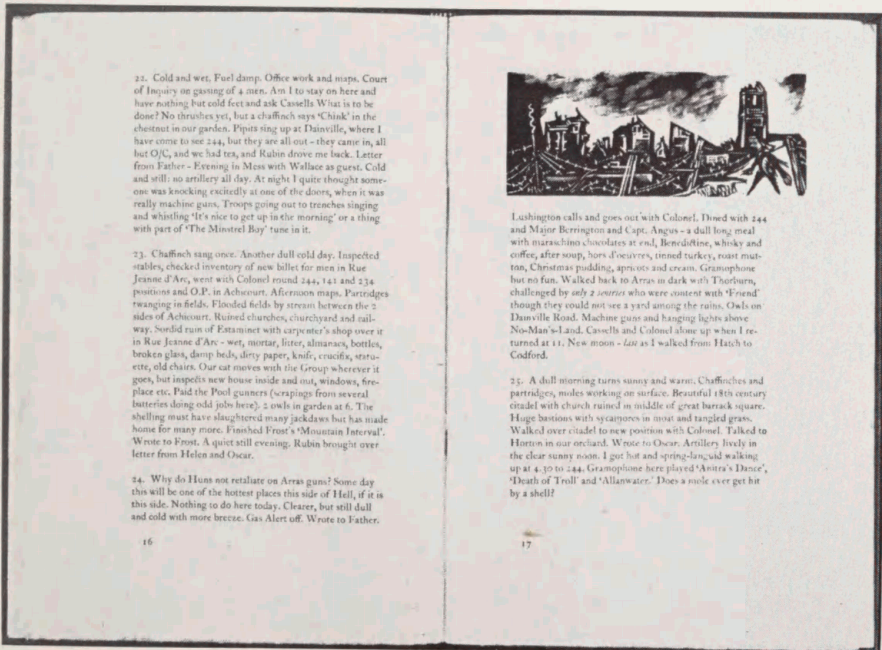 22. Cold and wet. Fuel damp. Office work and maps. Court
of Inquiry on gassing of 4 men. Am I to stay on here and
have nothing but cold feet and ask Cassells What is to be
done? No thrushes yet, but a chaffinch says 'Chink' in the
chestnut in our garden. Pipits sing up at Dainville, where I
have come to see 244, but they are all out - they came in, all
but O/C, and we had tea, and Rubin drove me back. Letter
from Father - Evening in Mess with Wallace as guest. Cold
and still: no artillery all day. At night I quite thought some-
one was knocking excitedly at one of the doors, when it was
really machine guns. Troops going out to trenches singing
and whistling 'It's nice to get up in the morning' or a thing
with part of 'The Minstrel Boy' tune in it.
23. Chaffinch sang once. Another dull cold day. Inspected
stables, checked inventory of new billet for men in Rue
Jeanne d'Arc, went with Colonel round 244, 141 and 234
positions and O.P. in Achicourt. Afternoon maps. Partridges
twanging in fields. Flooded fields by stream between the 2
sides of Achicourt. Ruined churches, churchyard and rail-
way. Sordid ruin of Estaminet with carpenter's shop over it
in Rue Jeanne d'Arc - wet, mortar, litter, almanacs, bottles,
broken glass, damp beds, dirty paper, knife, crucifix, statu-
ette, old chairs. Our cat moves with the Group wherever it
goes, but inspects new house inside and out, windows, fire-
place etc. Paid the Pool gunners (scrapings from several
batteries doing odd jobs here). 2 owls in garden at 6. The
shelling must have slaughtered many jackdaws but has made
home for many more. Finished Frost's 'Mountain Interval'.
Wrote to Frost. A quiet still evening. Rubin brought over
letter from Helen and Oscar.
24. Why do Huns not retaliate on Arras guns? Some day
this will be one of the hottest places this side of Hell, if it is
this side. Nothing to do here today. Clearer, but still dull
and cold with more breeze. Gas Alert off. Wrote to Father.
16
Lushington calls and goes out with Colonel. Dined with 244
and Major Berrington and Capt. Angus - a dull long meal
with maraschino chocolates at end, Benedictine, whisky and
coffee, after soup, hors d'oeuvres, tinned turkey, roast mut-
ton, Christmas pudding, apricots and cream. Gramophone
but no fun. Walked back to Arras in dark with Thorburn,
challenged by only 2 sentries who were content with 'Friend'
though they could not see a yard among the ruins. Owls on
Dainville Road. Machine guns and hanging lights above
No-Man's-Land. Cassells and Colonel alone up when I re-
turned at 11. New moon - last as I walked from Hatch to
Codford.
25. A dull morning turns sunny and warm. Chaffinches and
partridges, moles working on surface. Beautiful 18th century
citadel with church ruined in middle of great barrack square.
Huge bastions with sycamores in moat and tangled grass.
Walked over citadel to new position with Colonel. Talked to
Horton in our orchard. Wrote to Oscar. Artillery lively in
the clear sunny noon. I got hot and spring-languid walking
up at 4.30 to 244. Gramophone here played 'Anitra's Dance',
'Death of Troll' and 'Allanwater.' Does a mole ever get hit
by a shell?
17